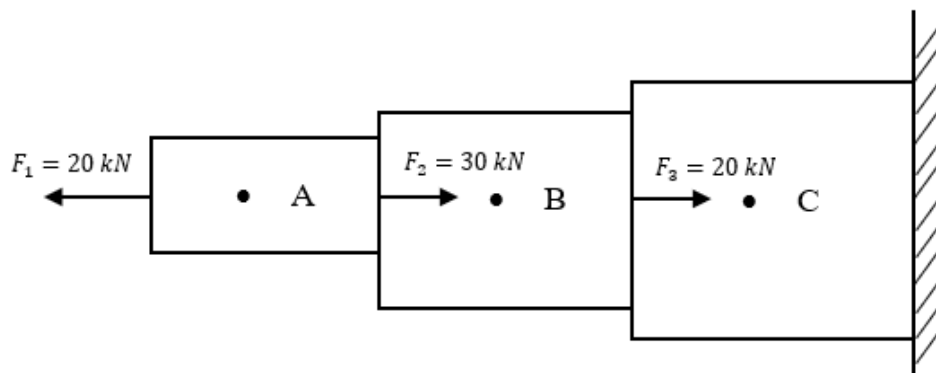 F₁ = 20 kN
A
F₂ = 30 kN
B
F₃ = 20 kN
C